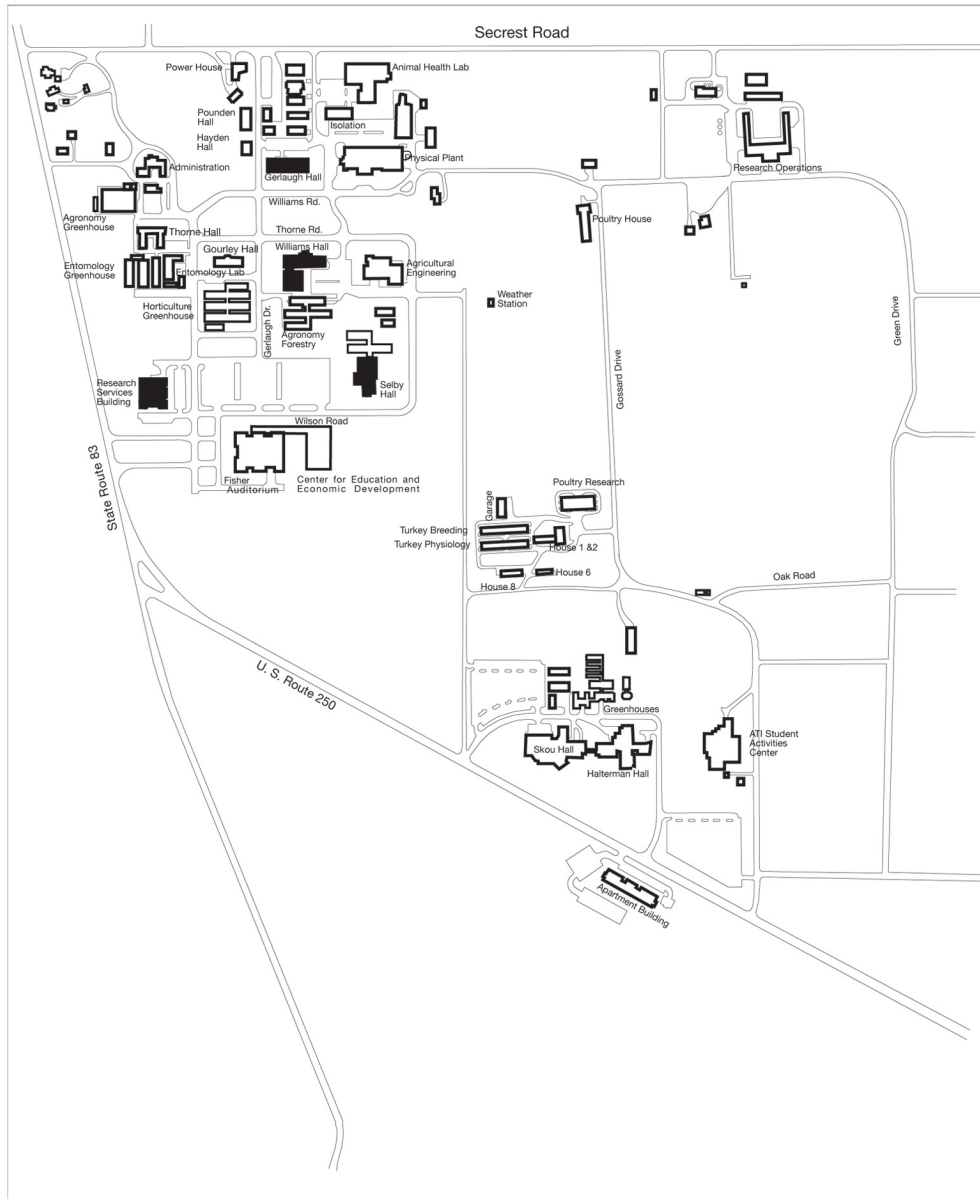 Secrest Road
Power House
Animal Health Lab
Pounden
Hall
Isolation
Hayden
Hall
Physical Plant
Administration
Gerlaugh Hall
Research Operations
Agronomy
Greenhouse
Williams Rd.
Poultry House
Thorne Hall
Thorne Rd.
Gourley Hall
Williams Hall
Entomology
Greenhouse
Entomology Lab
Agricultural
Engineering
Horticulture
Greenhouse
Gerlaugh Dr.
Agronomy
Forestry
Weather
Station
Green Drive
Gossard Drive
Research
Services
Building
Selby
Hall
Wilson Road
State Route 83
Fisher
Auditorium
Center for Education and
Economic Development
Poultry Research
Garage
Turkey Breeding
Turkey Physiology
House 1 &2
House 8
House 6
Oak Road
U. S. Route 250
Greenhouses
Skou Hall
Halterman Hall
ATI Student
Activities
Center
Apartment Building